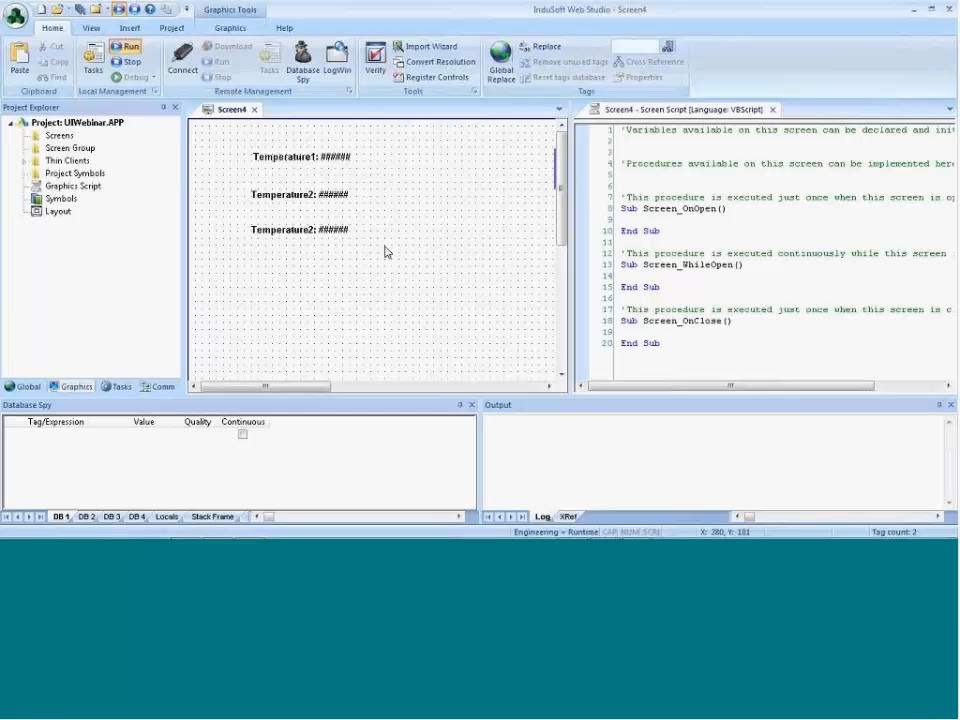 Graphics Tools
InduSoft Web Studio - Screen4
Home View Insert Project Graphics Help
Paste
Cut
Copy
Find
Clipboard
Tasks
Run
Stop
Debug
Local Management
Connect
Download
Run
Stop
Tasks
Database Spy
LogWin
Remote Management
Verify
Import Wizard
Convert Resolution
Register Controls
Tools
Global Replace
Replace
Remove unused tags
Reset tags database
Cross Reference
Properties
Tags
Project Explorer
Project: UIWebinar.APP
Screens
Screen Group
Thin Clients
Project Symbols
Graphics Script
Symbols
Layout
Global Graphics Tasks Comm
Screen4
Temperature1: ######
Temperature2: ######
Temperature2: ######
Screen4 - Screen Script [Language: VBScript]
1 'Variables available on this screen can be declared and ini
2
3
4 'Procedures available on this screen can be implemented here
5
6
7 'This procedure is executed just once when this screen is op
8 Sub Screen_OnOpen()
9
10 End Sub
11
12 'This procedure is executed continuously while this screen
13 Sub Screen_WhileOpen()
14
15 End Sub
16
17 'This procedure is executed just once when this screen is c
18 Sub Screen_OnClose()
19
20 End Sub
Database Spy
Tag/Expression Value Quality Continuous
DB 1 DB 2 DB 3 DB 4 Locals Stack Frame
Output
Log XRef
Engineering + Runtime CAP NUM SCRL X: 280, Y: 181 Tag count: 2